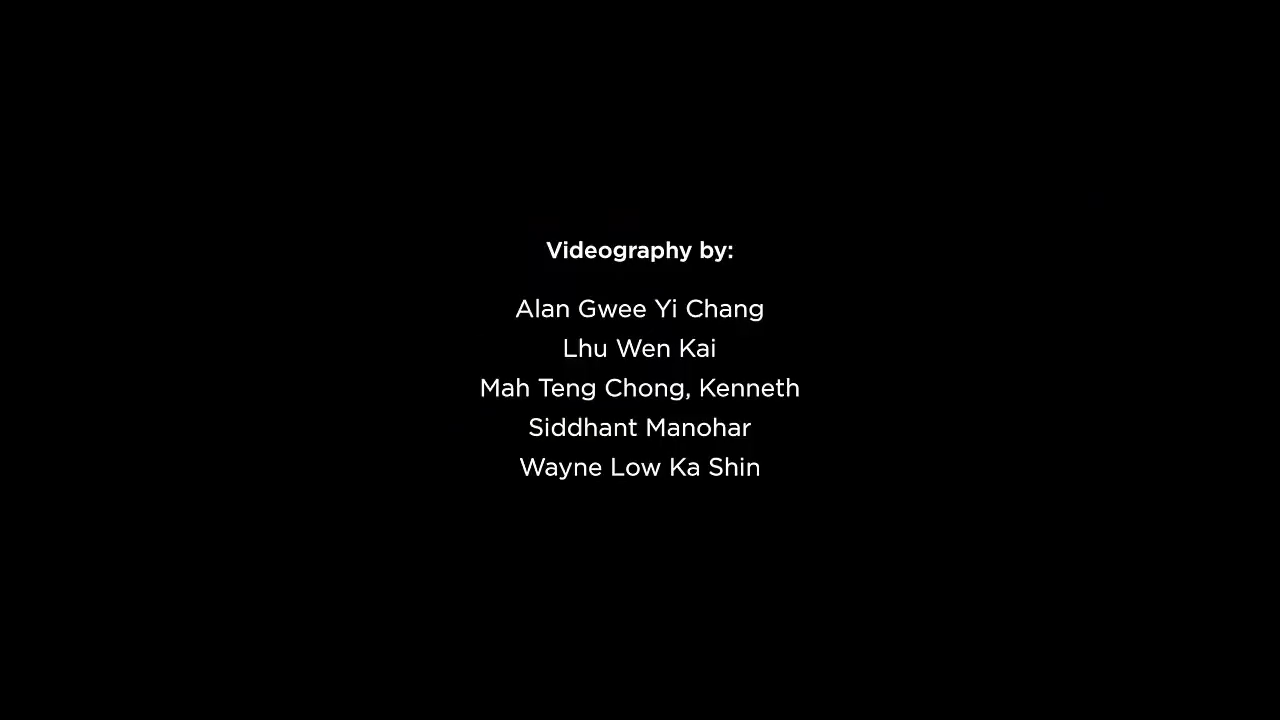 Videography by:
Alan Gwee Yi Chang
Lhu Wen Kai
Mah Teng Chong, Kenneth
Siddhant Manohar
Wayne Low Ka Shin